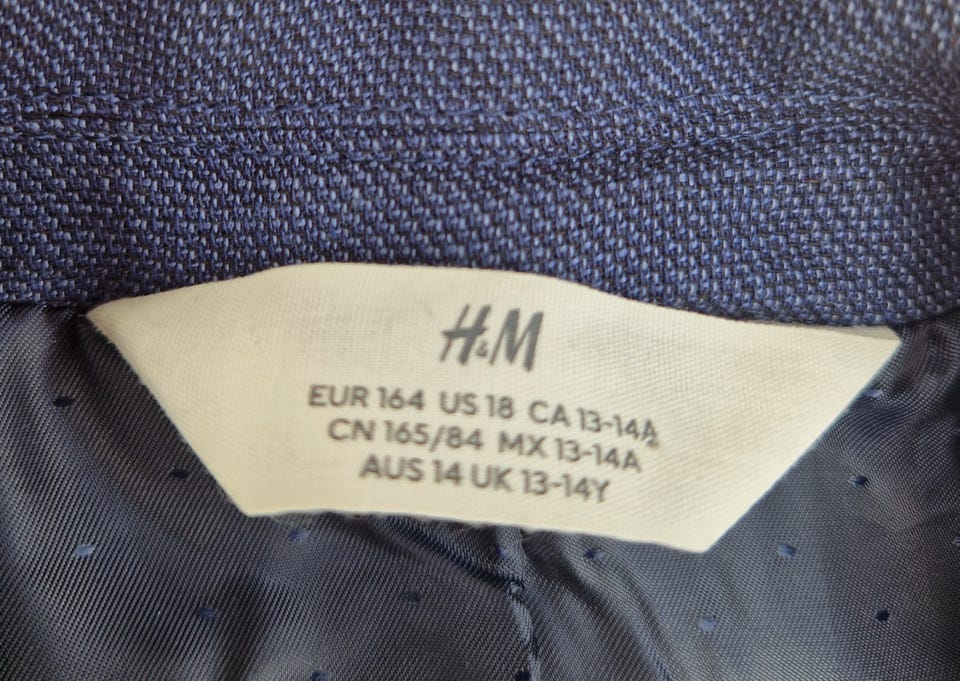 H&M
EUR 164 US 18 CA 13-14A
CN 165/84 MX 13-14A
AUS 14 UK 13-14Y